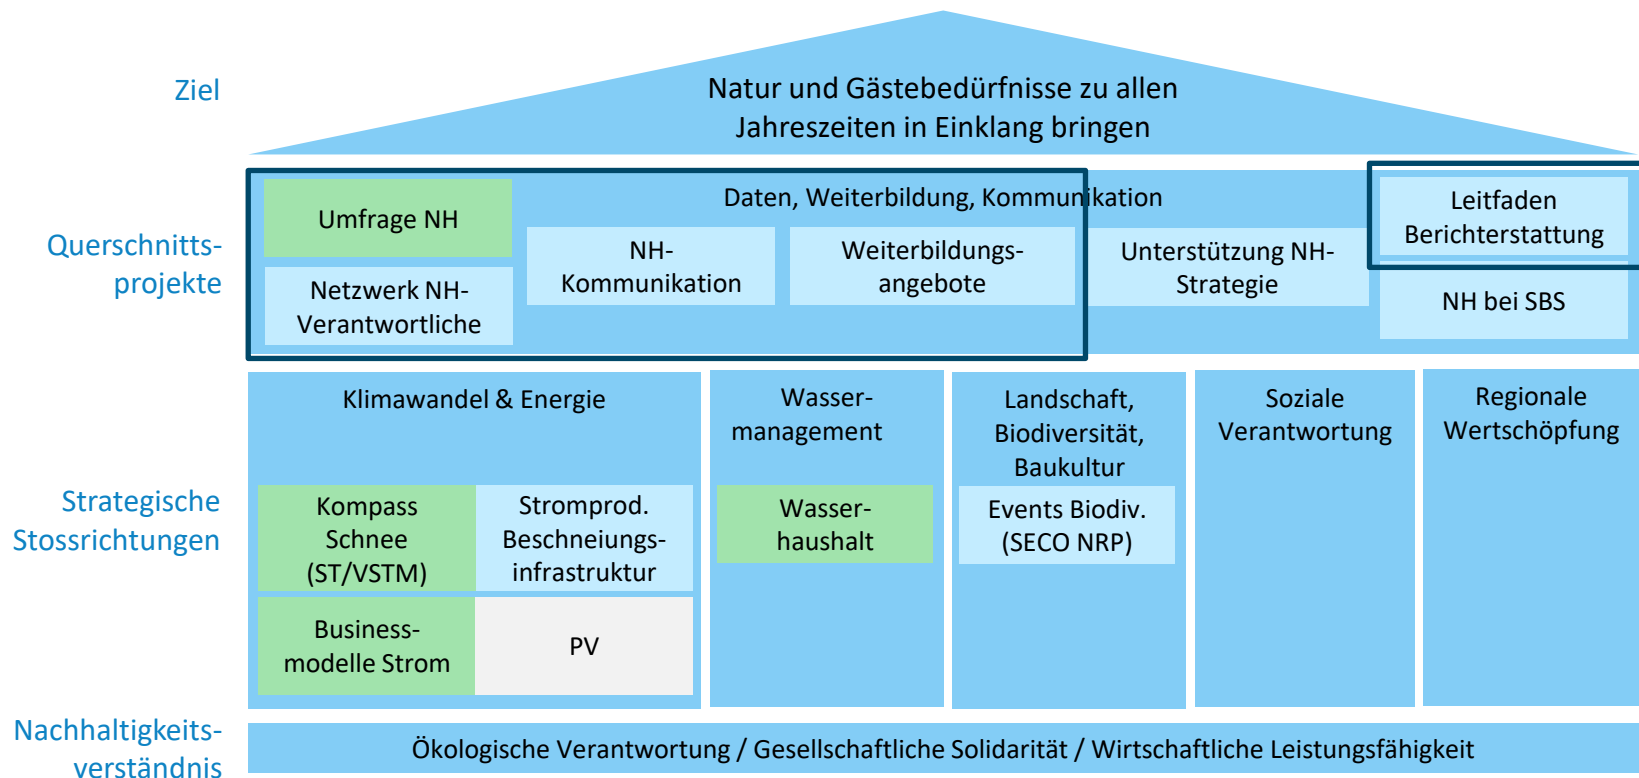 Ziel
Natur und Gästebedürfnisse zu allen
Jahreszeiten in Einklang bringen
Querschnitts-
projekte
Daten, Weiterbildung, Kommunikation
Umfrage NH
Netzwerk NH-
Verantwortliche
NH-
Kommunikation
Weiterbildungs-
angebote
Unterstützung NH-
Strategie
Leitfaden
Berichterstattung
NH bei SBS
Strategische
Stossrichtungen
Klimawandel & Energie
Kompass
Schnee
(ST/VSTM)
Stromprod.
Beschneiungs-
infrastruktur
Business-
modelle Strom
PV
Wasser-
management
Wasser-
haushalt
Landschaft,
Biodiversität,
Baukultur
Events Biodiv.
(SECO NRP)
Soziale
Verantwortung
Regionale
Wertschöpfung
Nachhaltigkeits-
verständnis
Ökologische Verantwortung / Gesellschaftliche Solidarität / Wirtschaftliche Leistungsfähigkeit